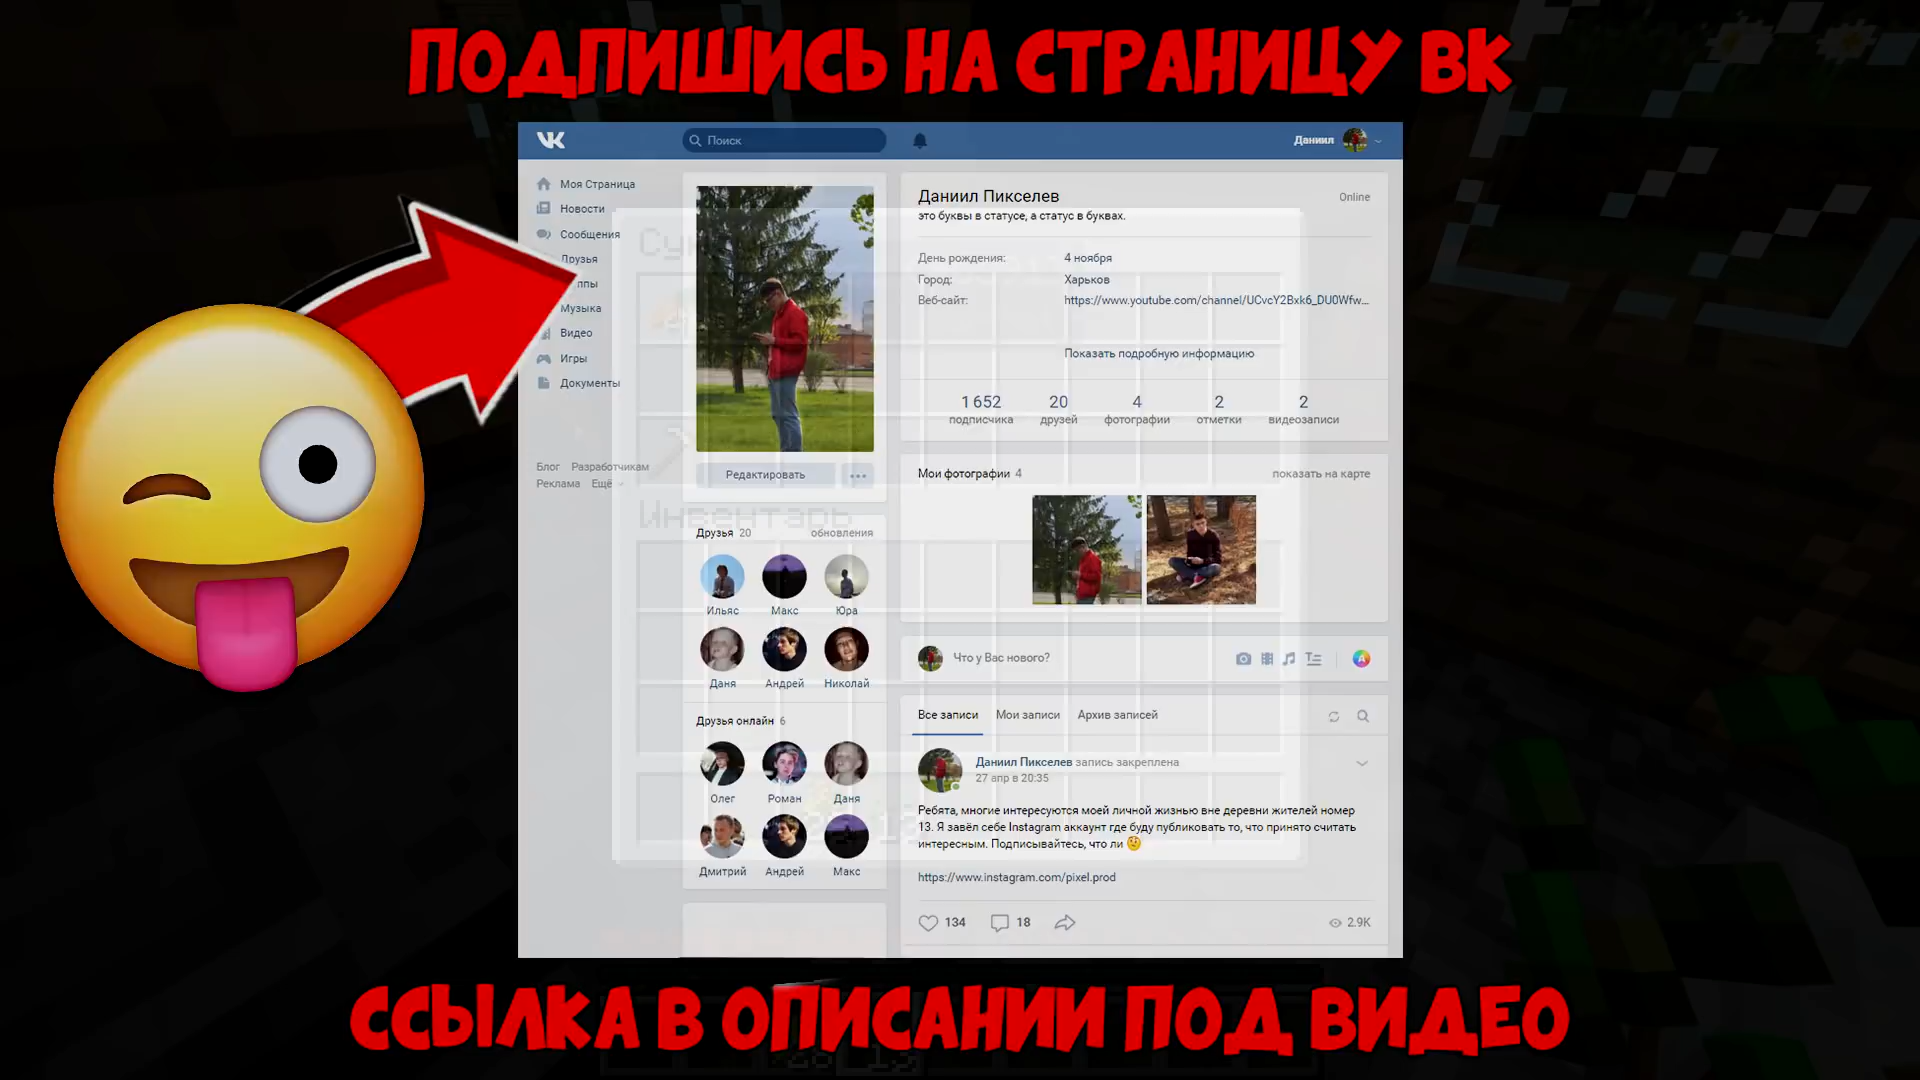 ПОДПИШИСЬ НА СТРАНИЦУ ВК
VK
Поиск
Даниил
Моя Страница
Новости
Сообщения
Друзья
ппы
Музыка
Видео
Игры
Документы
Блог Разработчикам
Реклама Ещё
Редактировать
Друзья 20 обновления
Ильяс Макс Юра
Даня Андрей Николай
Друзья онлайн 6
Олег Роман Даня
Дмитрий Андрей Макс
Даниил Пикселев Online
это буквы в статусе, а статус в буквах.
День рождения: 4 ноября
Город: Харьков
Веб-сайт: https://www.youtube.com/channel/UCvcY2Bxk6_DU0Wfw...
Показать подробную информацию
1 652 20 4 2 2
подписчика друзей фотографии отметки видеозаписи
Мои фотографии 4 показать на карте
Что у Вас нового?
Все записи Мои записи Архив записей
Даниил Пикселев запись закреплена
27 апр в 20:35
Ребята, многие интересуются моей личной жизнью вне деревни жителей номер
13. Я завёл себе Instagram аккаунт где буду публиковать то, что принято считать
интересным. Подписывайтесь, что ли
https://www.instagram.com/pixel.prod
134 18 2.9K
Инвентарь
ССЫЛКА В ОПИСАНИИ ПОД ВИДЕО